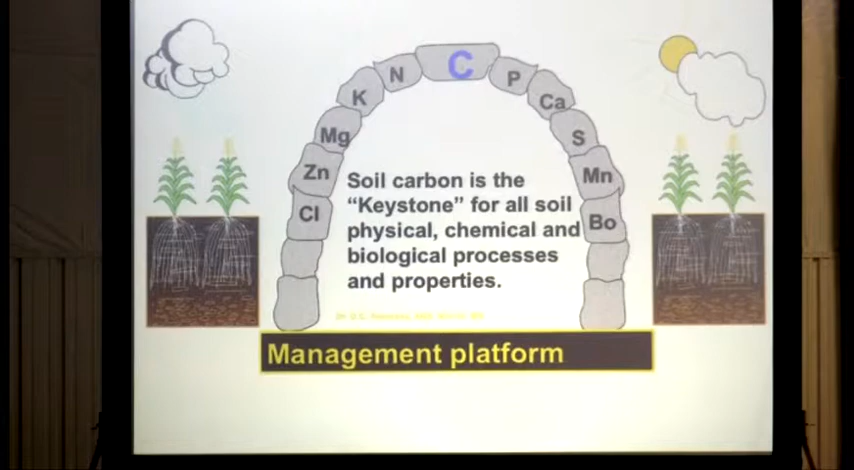 C
N
P
K
Ca
Mg
S
Zn
Mn
Cl
Bo
Soil carbon is the
“Keystone” for all soil
physical, chemical and
biological processes
and properties.
Management platform